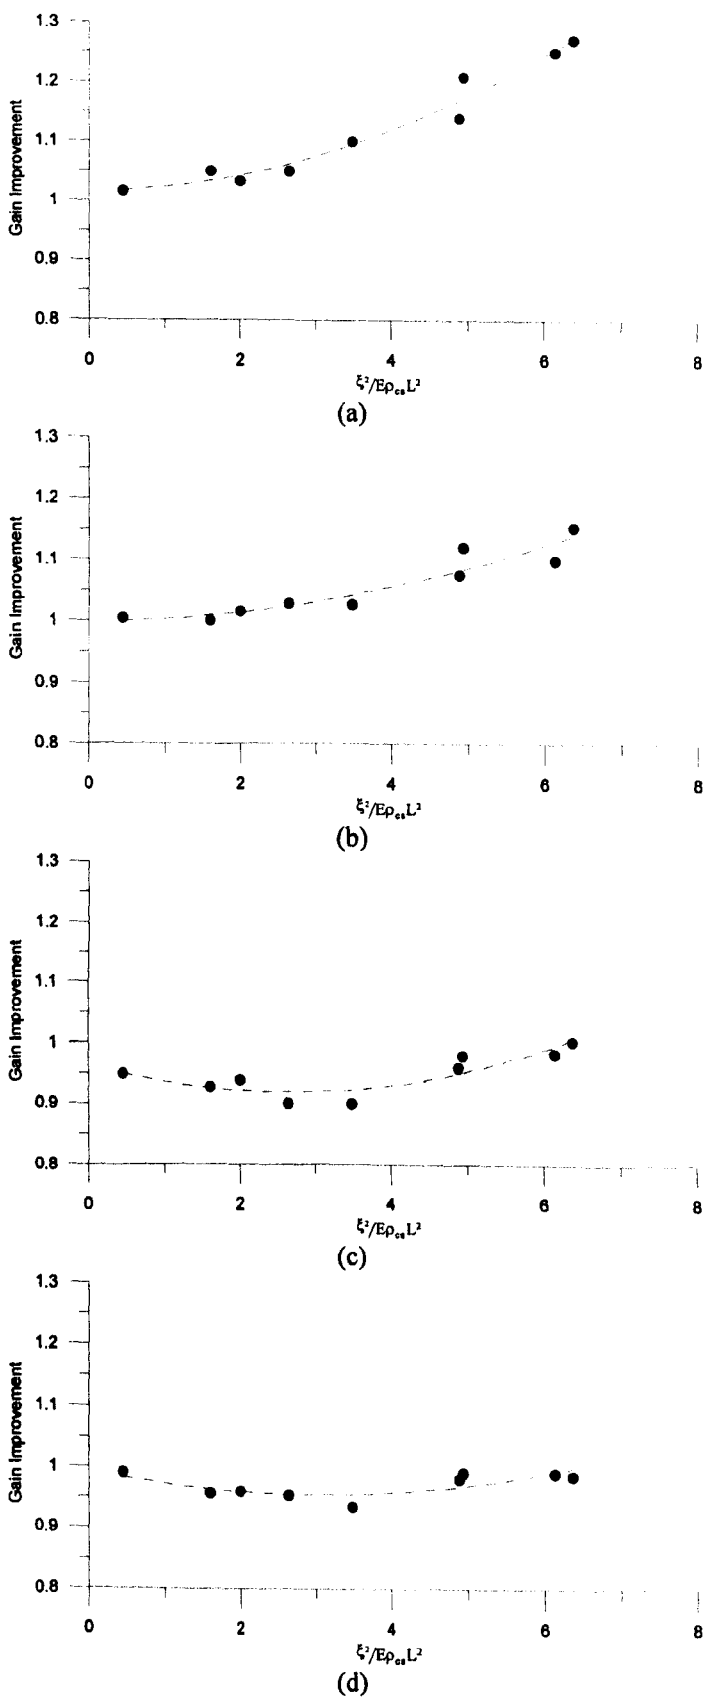 1.3
1.2
1.1
1
0.9
0.8
Gain Improvement
0 2 4 6 8
ξ²/Eρ_cs L²
(a)
1.3
1.2
1.1
1
0.9
0.8
Gain Improvement
0 2 4 6 8
ξ²/Eρ_cs L²
(b)
1.3
1.2
1.1
1
0.9
0.8
Gain Improvement
0 2 4 6 8
ξ²/Eρ_cs L²
(c)
1.3
1.2
1.1
1
0.9
0.8
Gain Improvement
0 2 4 6 8
ξ²/Eρ_cs L²
(d)